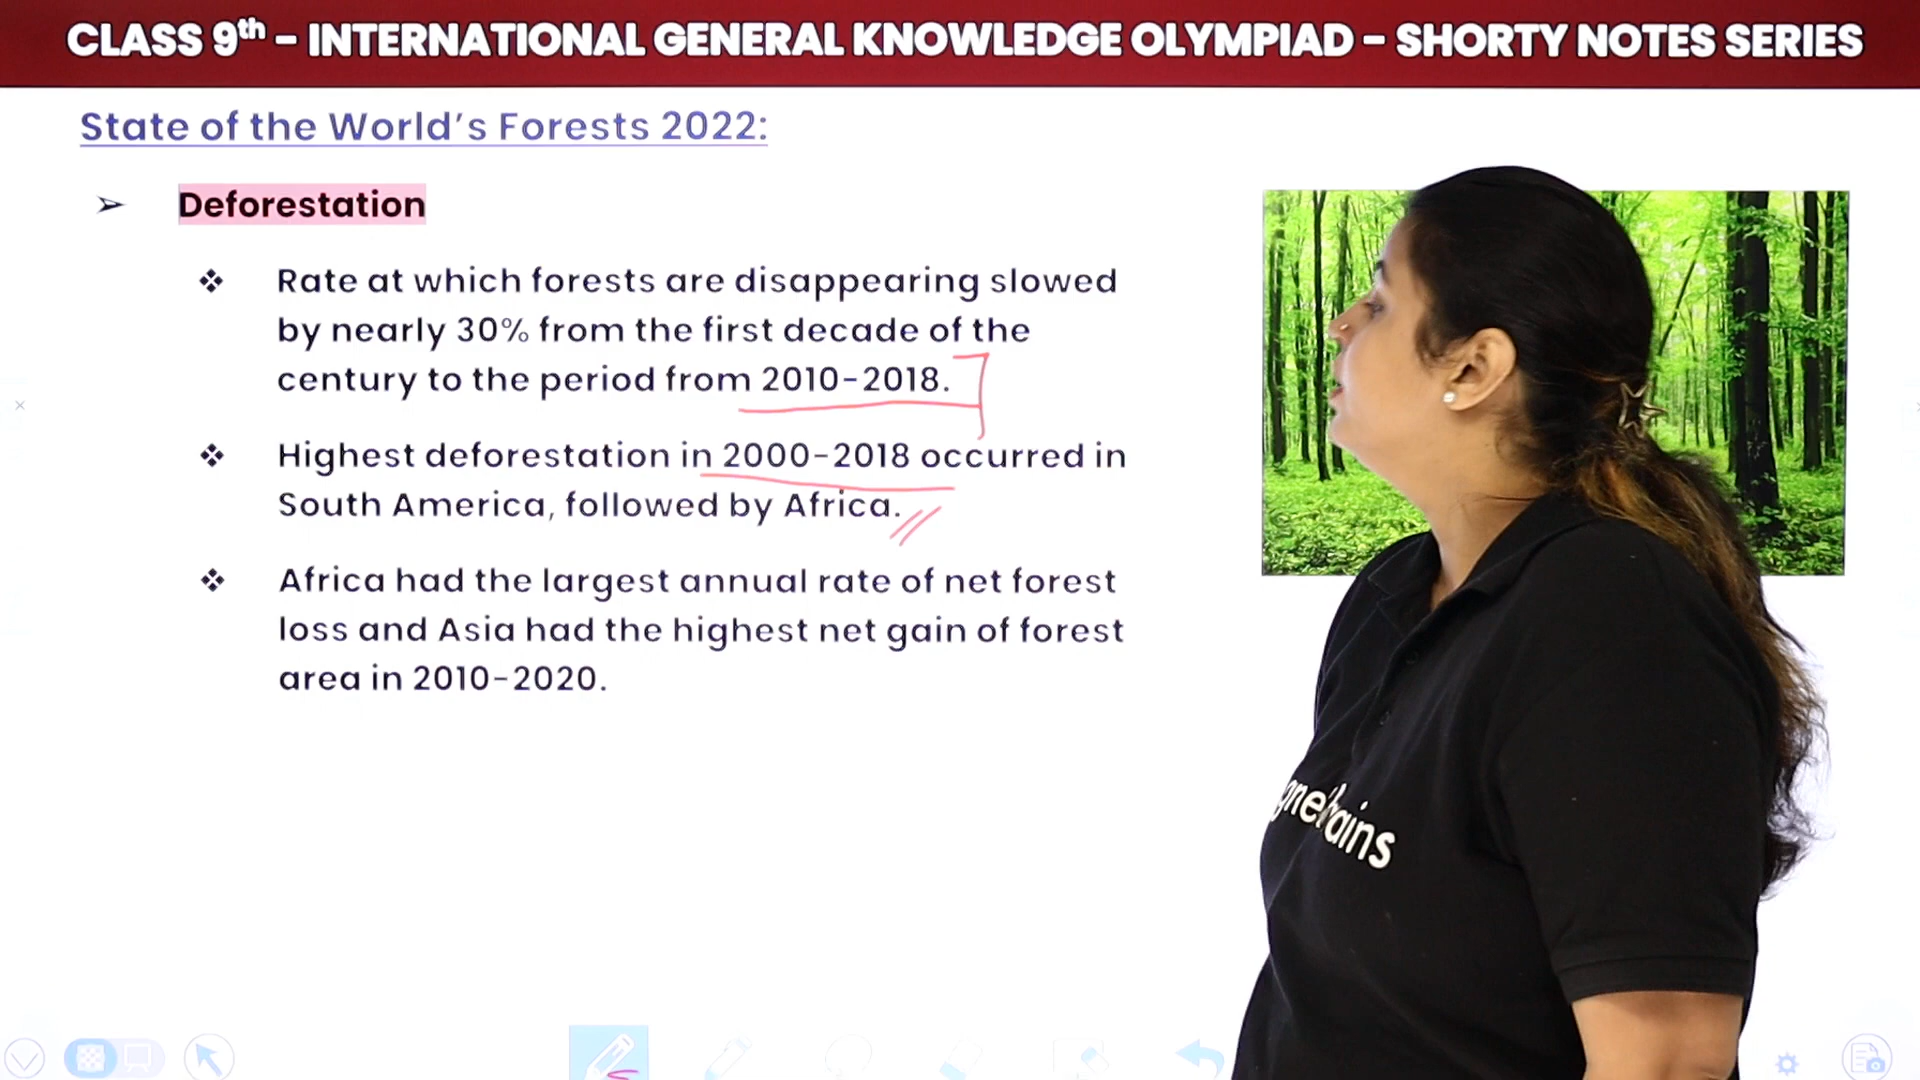 CLASS 9th - INTERNATIONAL GENERAL KNOWLEDGE OLYMPIAD - SHORTY NOTES SERIES
State of the World's Forests 2022:
➢ Deforestation
❖ Rate at which forests are disappearing slowed
by nearly 30% from the first decade of the
century to the period from 2010-2018.
❖ Highest deforestation in 2000-2018 occurred in
South America, followed by Africa.
❖ Africa had the largest annual rate of net forest
loss and Asia had the highest net gain of forest
area in 2010-2020.